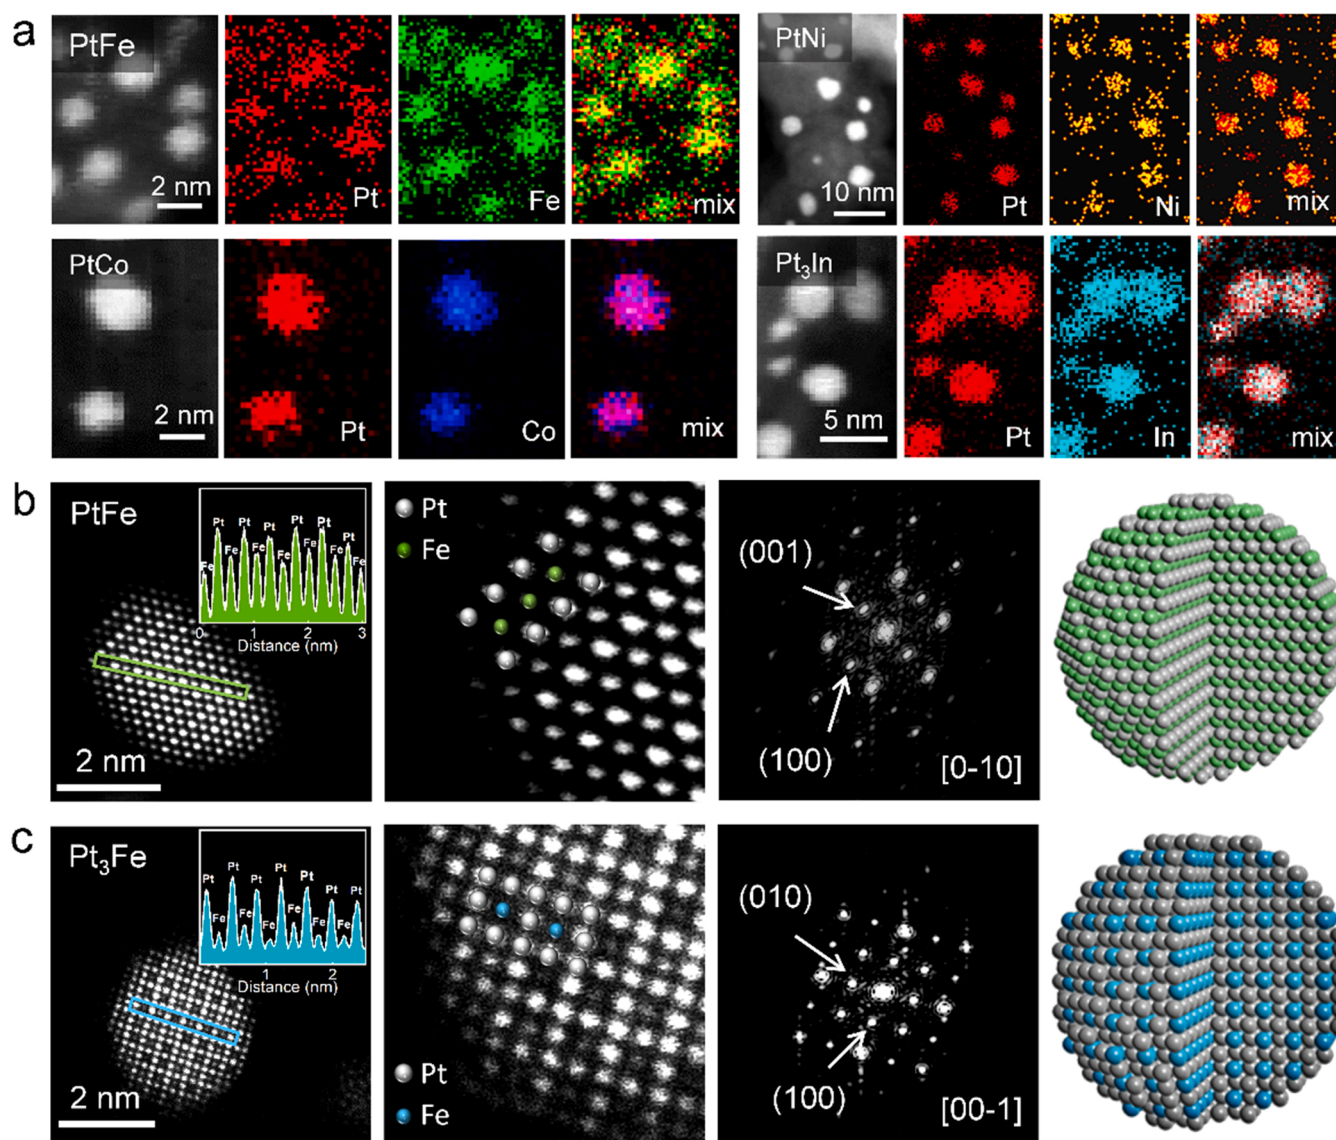 a
PtFe
2 nm
Pt
Fe
mix
PtNi
10 nm
Pt
Ni
mix
PtCo
2 nm
Pt
Co
mix
Pt₃In
5 nm
Pt
In
mix
b
PtFe
Fe Pt Fe Pt Fe Pt Fe Pt Fe Pt Fe Pt Fe
0 1 2 3
Distance (nm)
2 nm
Pt
Fe
(001)
(100)
[0-10]
c
Pt₃Fe
Pt Fe Pt Fe Pt Fe Pt Fe Pt Fe Pt Fe Pt
1 2
Distance (nm)
2 nm
Pt
Fe
(010)
(100)
[00-1]